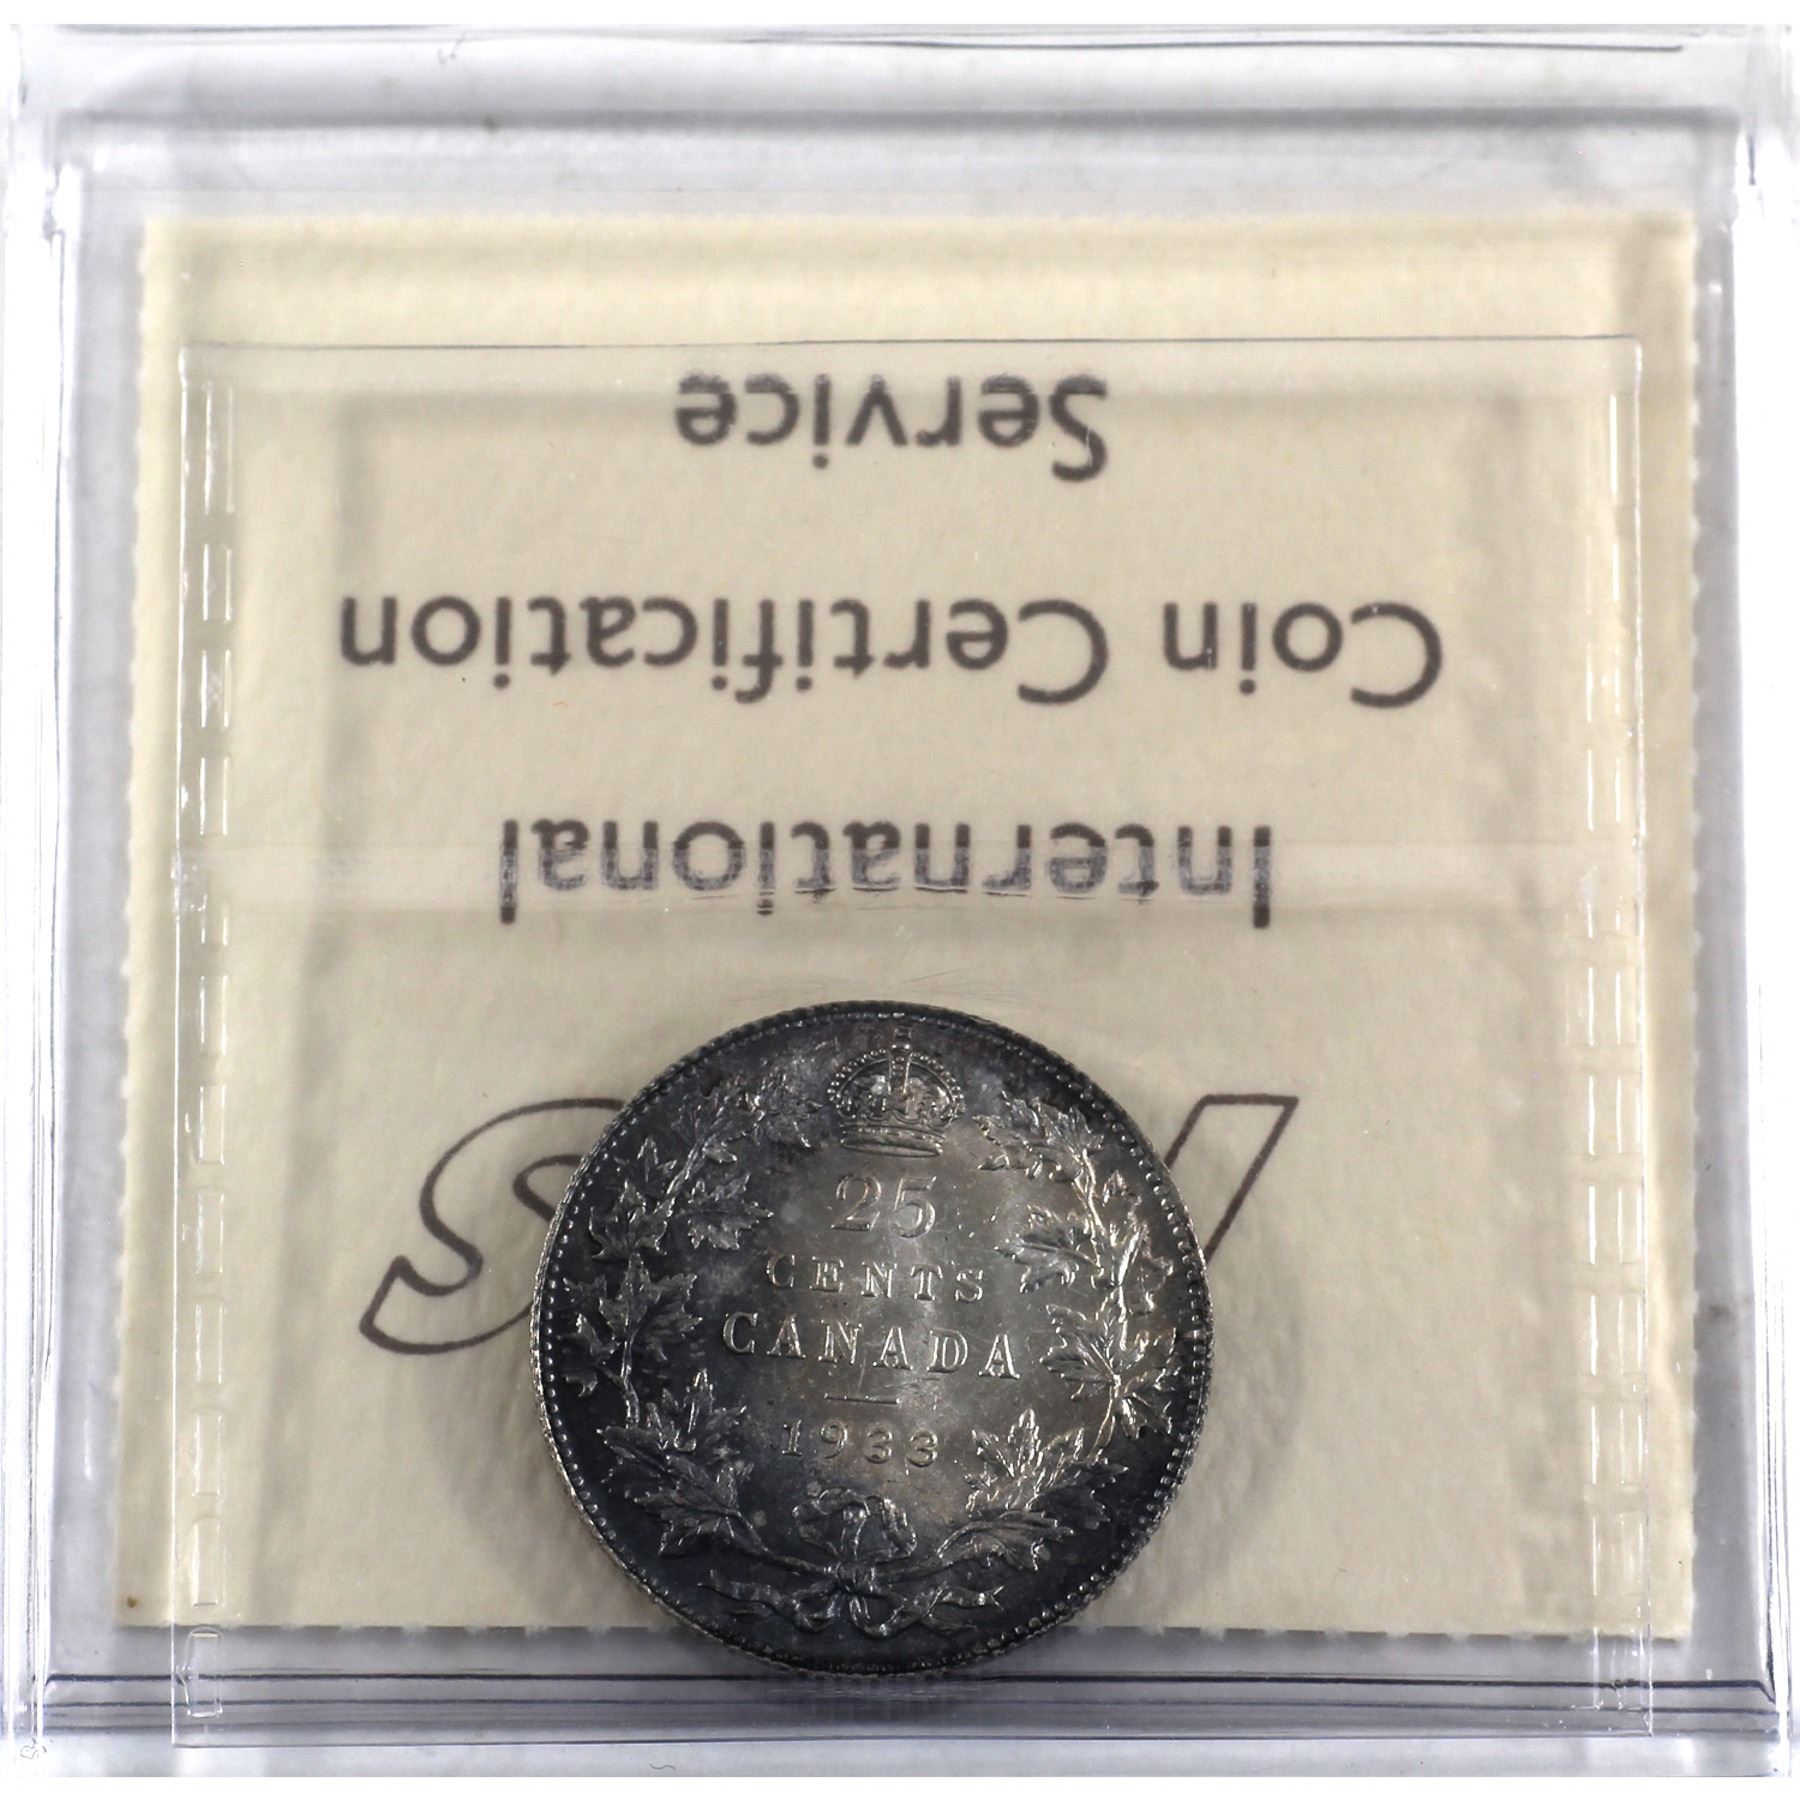 International
Coin Certification
Service
25
CENTS
CANADA
1933